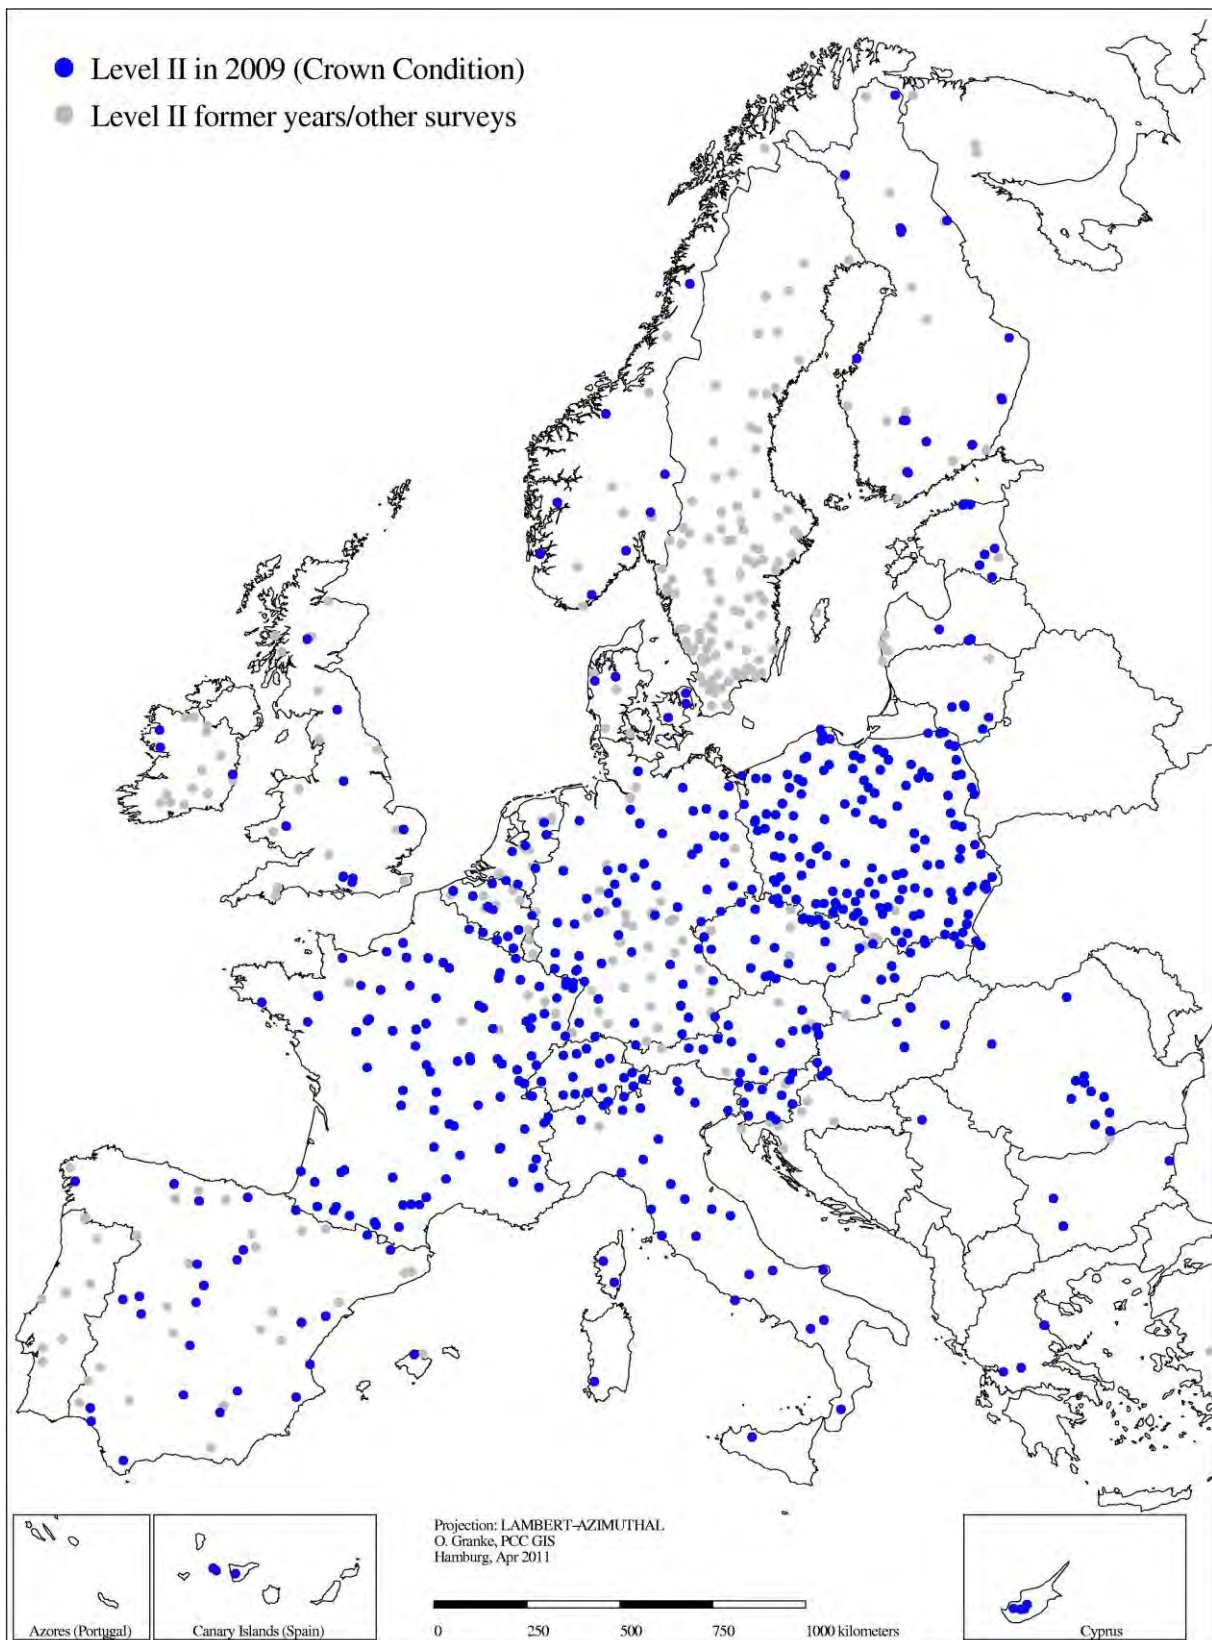 Level II in 2009 (Crown Condition)
Level II former years/other surveys
Projection: LAMBERT-AZIMUTHAL
O. Granke, PCC GIS
Hamburg, Apr 2011
Azores (Portugal)
Canary Islands (Spain)
0 250 500 750 1000 kilometers
Cyprus